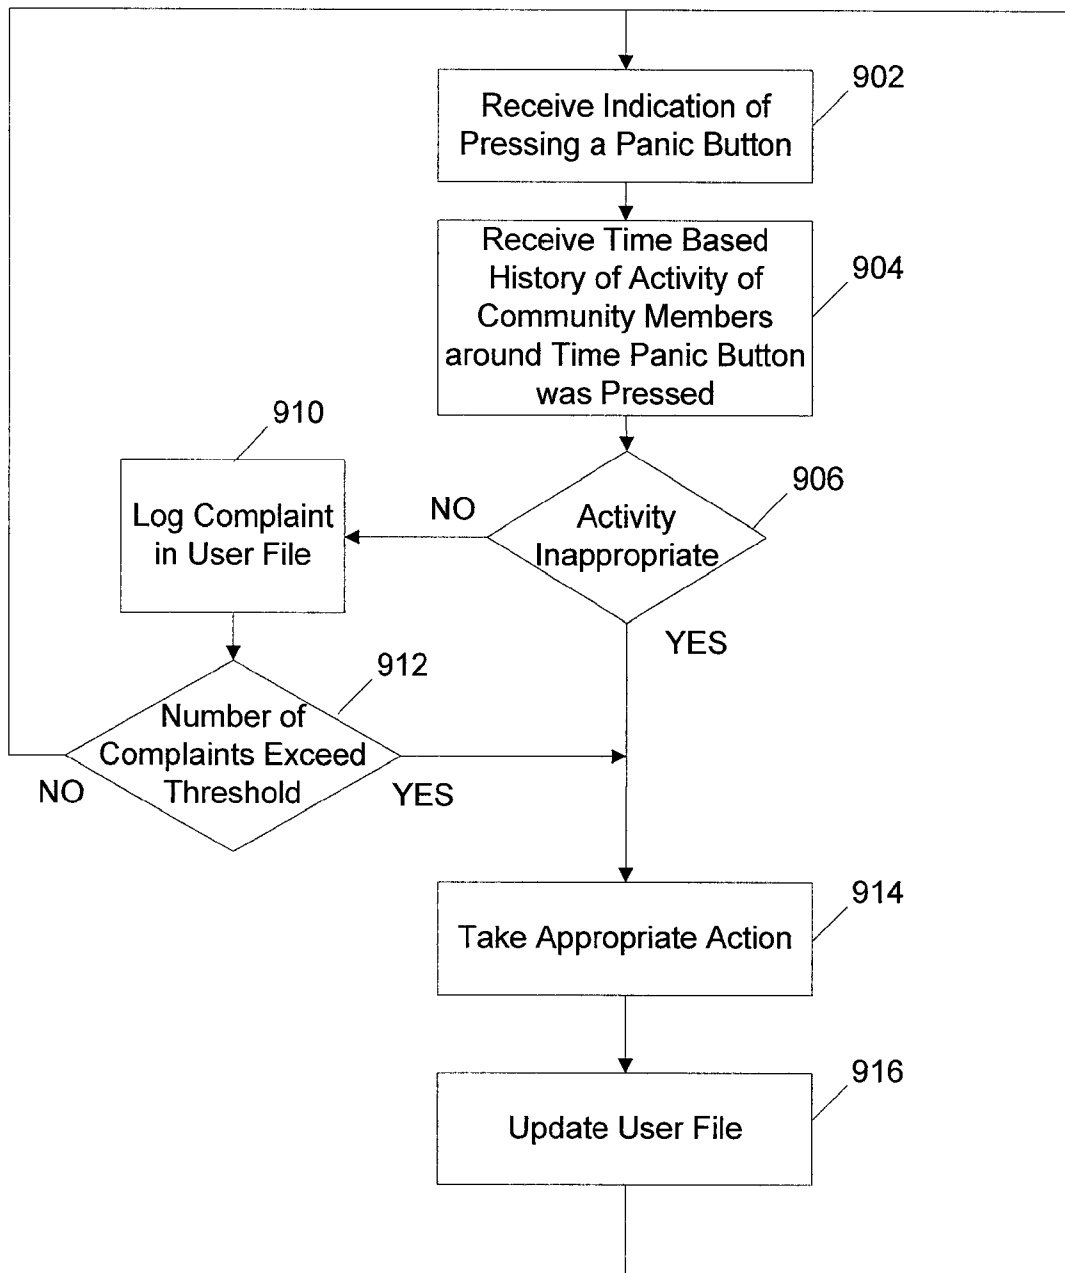 902
Receive Indication of
Pressing a Panic Button
Receive Time Based
History of Activity of
Community Members
around Time Panic Button
was Pressed
904
910
Log Complaint
in User File
NO
Activity
Inappropriate
906
YES
912
Number of
Complaints Exceed
Threshold
NO
YES
914
Take Appropriate Action
916
Update User File